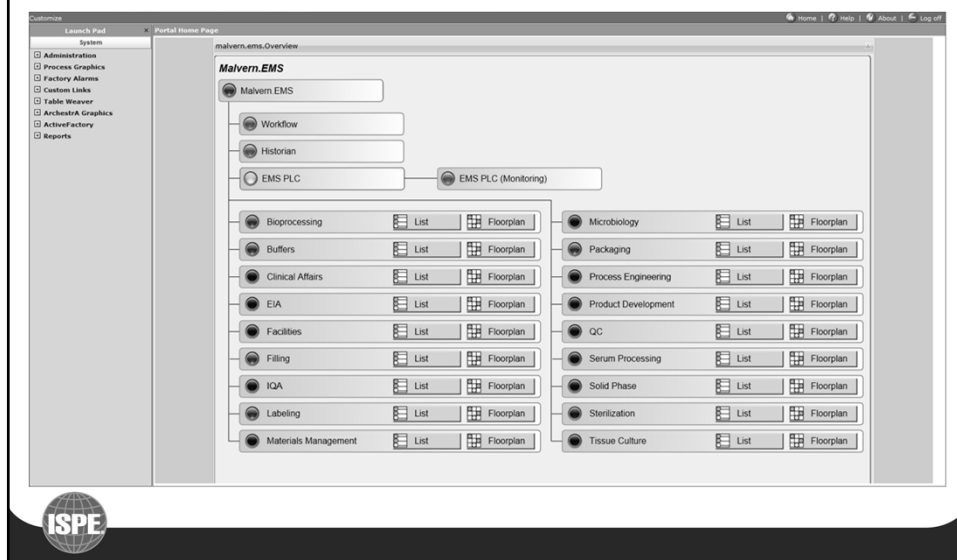 Customize
Home | Help | About | Log off
Launch Pad × Portal Home Page
System
Administration
Process Graphics
Factory Alarms
Custom Links
Table Weaver
ArchestrA Graphics
ActiveFactory
Reports
malvern.ems.Overview
Malvern.EMS
Malvern.EMS
Workflow
Historian
EMS PLC EMS PLC (Monitoring)
Bioprocessing List Floorplan Microbiology List Floorplan
Buffers List Floorplan Packaging List Floorplan
Clinical Affairs List Floorplan Process Engineering List Floorplan
EIA List Floorplan Product Development List Floorplan
Facilities List Floorplan QC List Floorplan
Filling List Floorplan Serum Processing List Floorplan
IQA List Floorplan Solid Phase List Floorplan
Labeling List Floorplan Sterilization List Floorplan
Materials Management List Floorplan Tissue Culture List Floorplan
ISPE